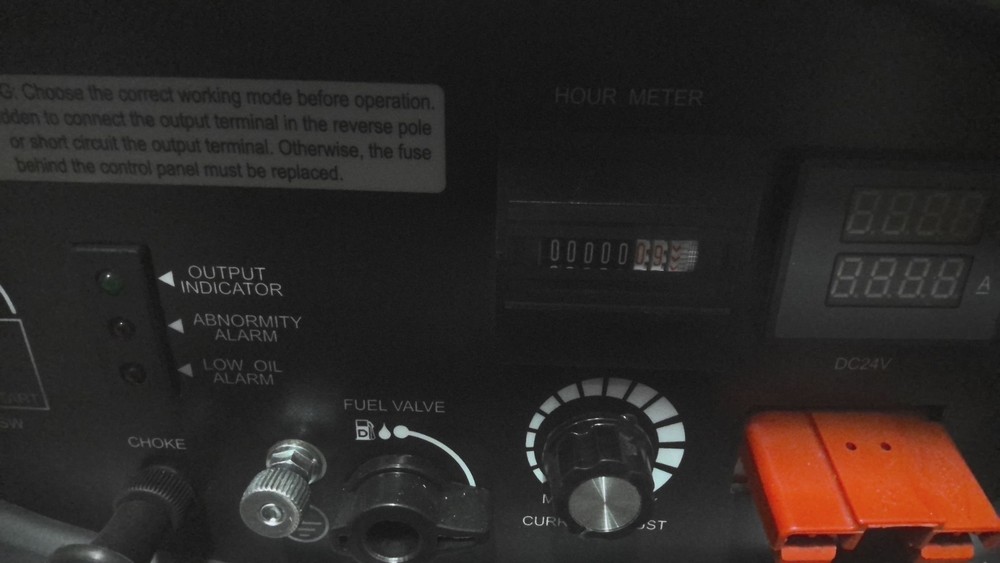 G: Choose the correct working mode before operation.
dden to connect the output terminal in the reverse pole
or short circuit the output terminal. Otherwise, the fuse
behind the control panel must be replaced.
HOUR METER
0000009
A
OUTPUT
INDICATOR
ABNORMITY
ALARM
LOW OIL
ALARM
DC24V
FUEL VALVE
CHOKE